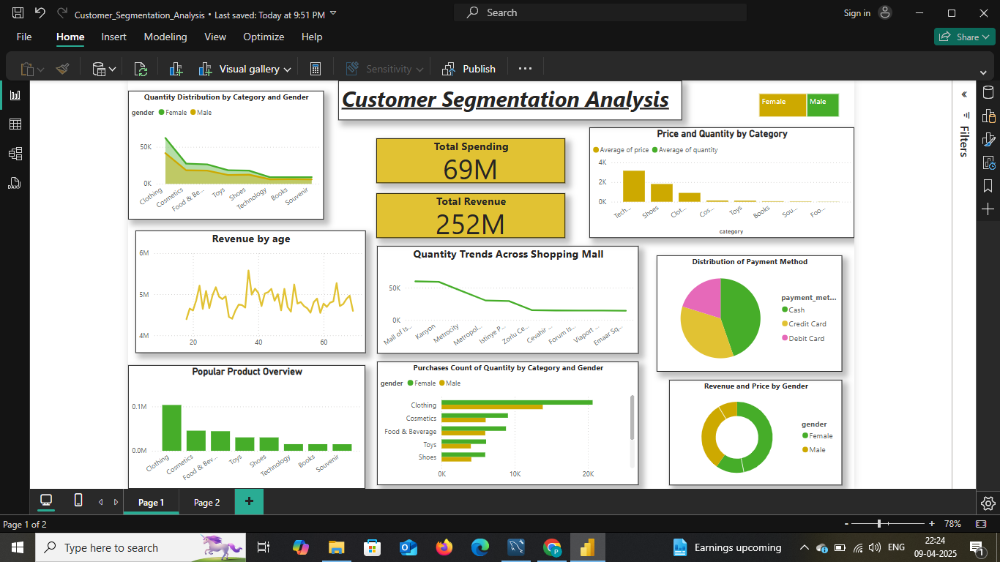 Customer_Segmentation_Analysis • Last saved: Today at 9:51 PM
Search
Sign in
File Home Insert Modeling View Optimize Help
Share
Visual gallery
Sensitivity
Publish
Quantity Distribution by Category and Gender
gender Female Male
50K
0K
Clothing
Cosmetics
Food & Be...
Toys
Shoes
Technology
Books
Souvenir
Customer Segmentation Analysis
Female Male
Total Spending
69M
Total Revenue
252M
Price and Quantity by Category
Average of price Average of quantity
4K
2K
0K
Tech...
Shoes
Clot...
Cos...
Toys
Books
Sou...
Foo...
category
Filters
Revenue by age
6M
5M
4M
20 40 60
Quantity Trends Across Shopping Mall
50K
0K
Mall of Is...
Kanyon
Metrocity
Metropol...
Istinye P...
Zorlu Ce...
Cevahir ...
Forum Is...
Viaport ...
Emaar Sq...
Distribution of Payment Method
payment_met...
Cash
Credit Card
Debit Card
Popular Product Overview
0.1M
0.0M
Clothing
Cosmetics
Food & Bev...
Toys
Shoes
Technology
Books
Souvenir
Purchases Count of Quantity by Category and Gender
gender Female Male
Clothing
Cosmetics
Food & Beverage
Toys
Shoes
0K 10K 20K
Revenue and Price by Gender
gender
Female
Male
Page 1
Page 2
Page 1 of 2
- + 78%
Type here to search
Earnings upcoming
ENG
22:24
09-04-2025
1
DAX